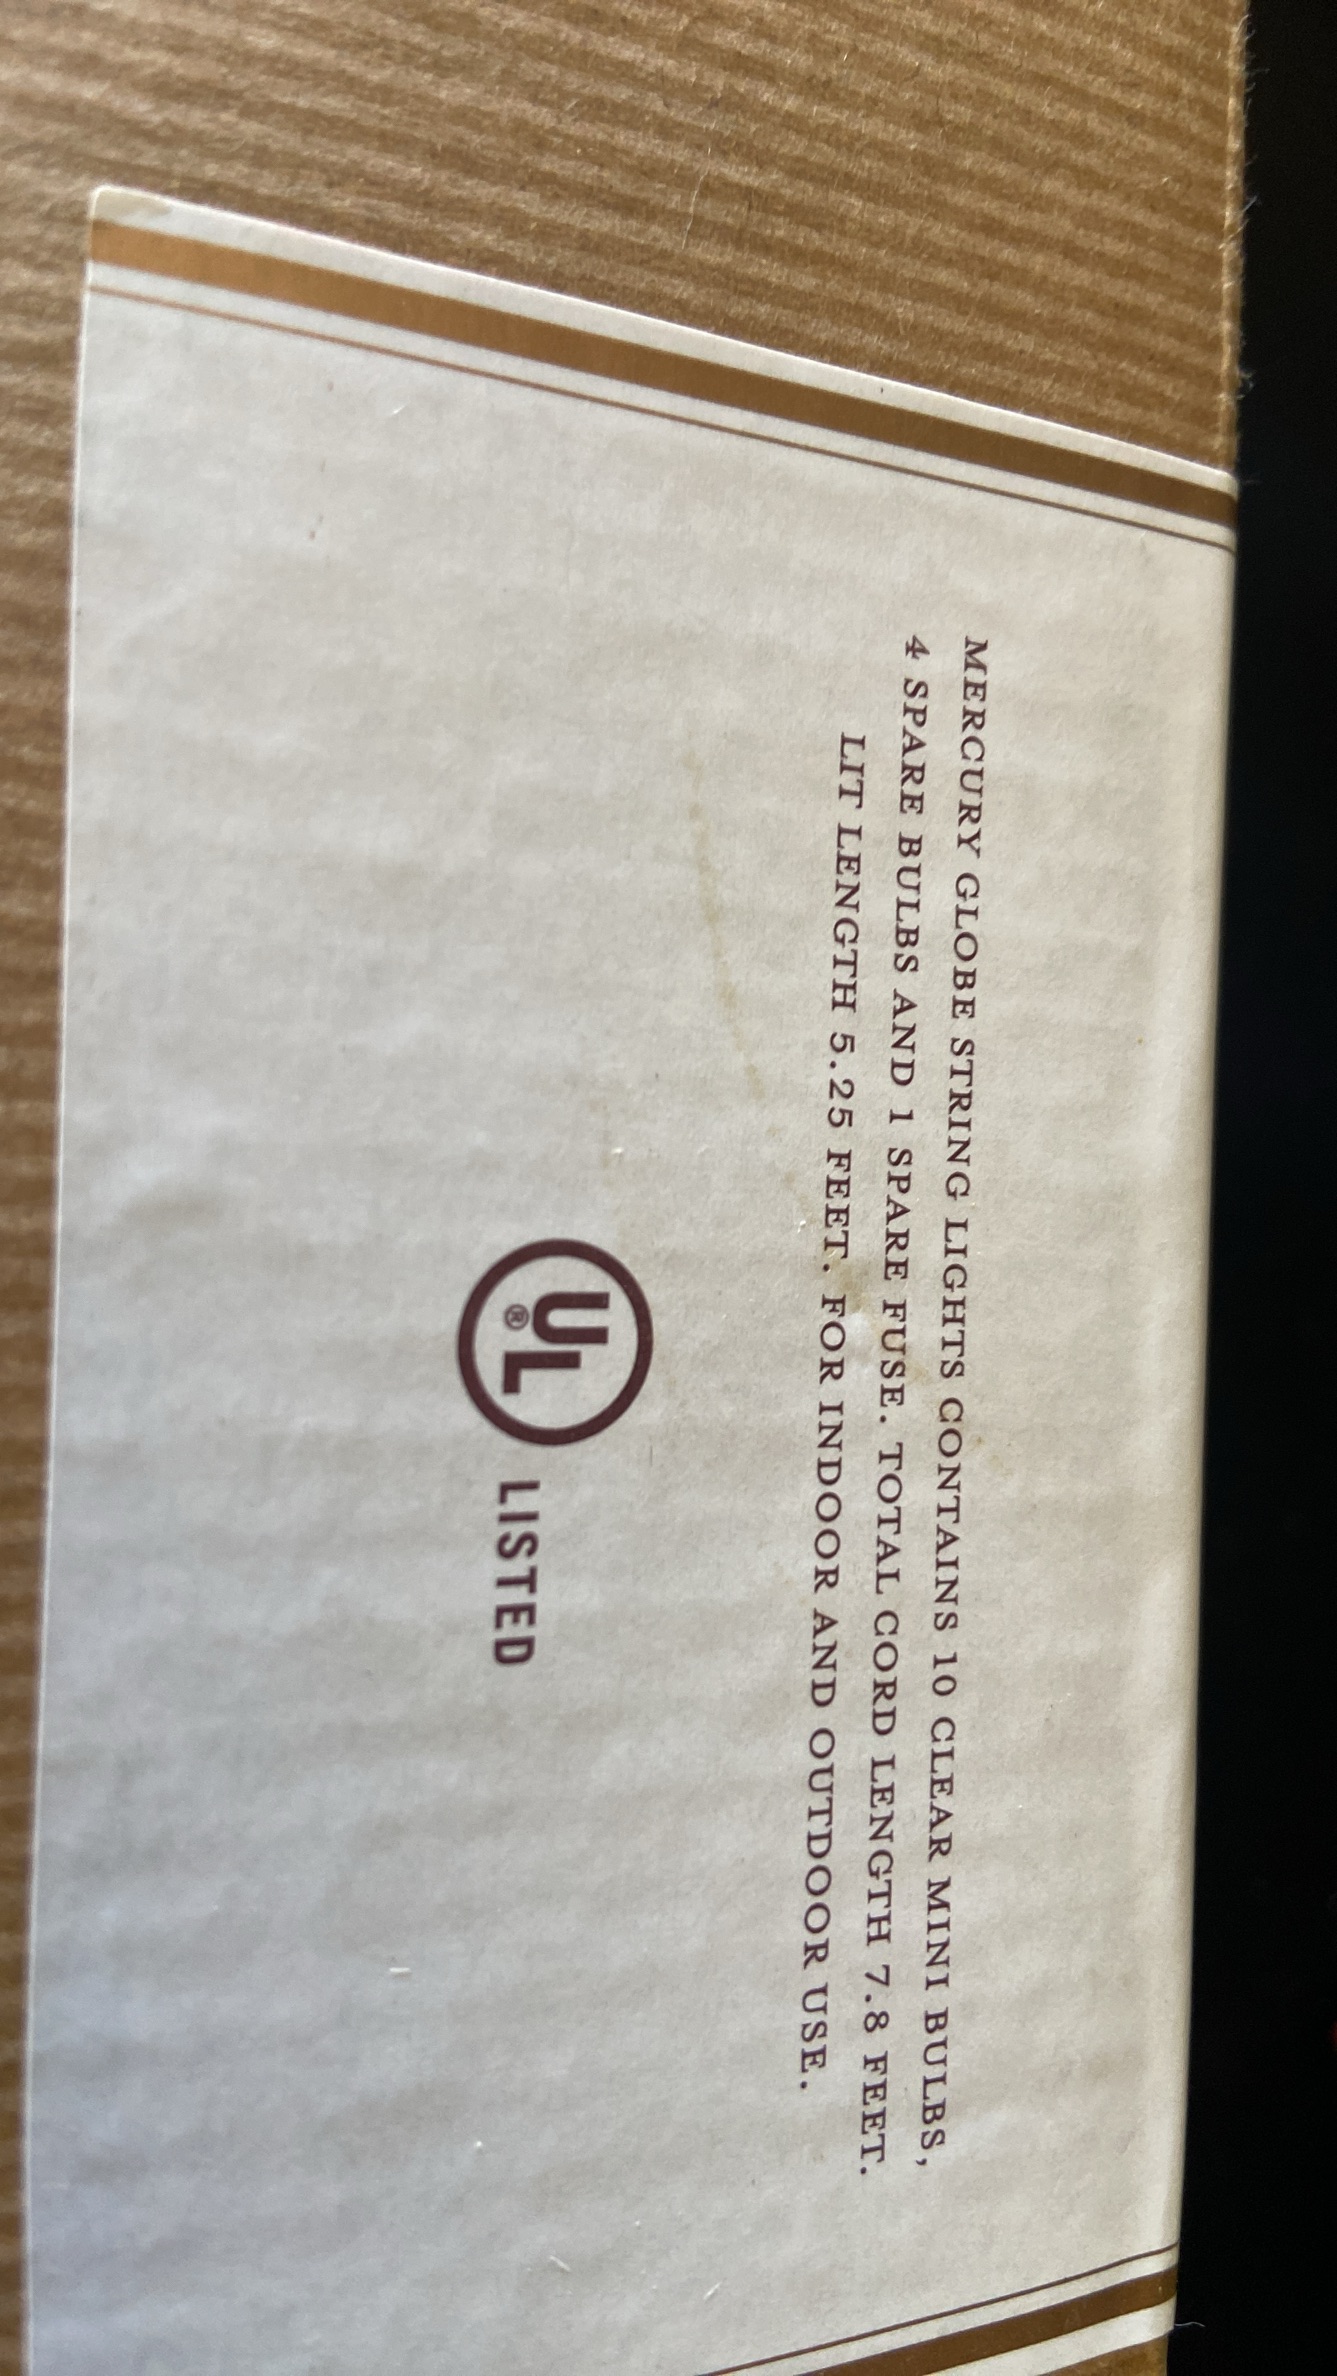 MERCURY GLOBE STRING LIGHTS CONTAINS 10 CLEAR MINI BULBS,
4 SPARE BULBS AND 1 SPARE FUSE. TOTAL CORD LENGTH 7.8 FEET.
LIT LENGTH 5.25 FEET. FOR INDOOR AND OUTDOOR USE.
UL® LISTED